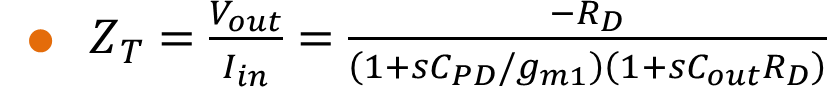 • Z_T = V_out / I_in = −R_D / ((1+sC_PD/g_m1)(1+sC_out R_D))